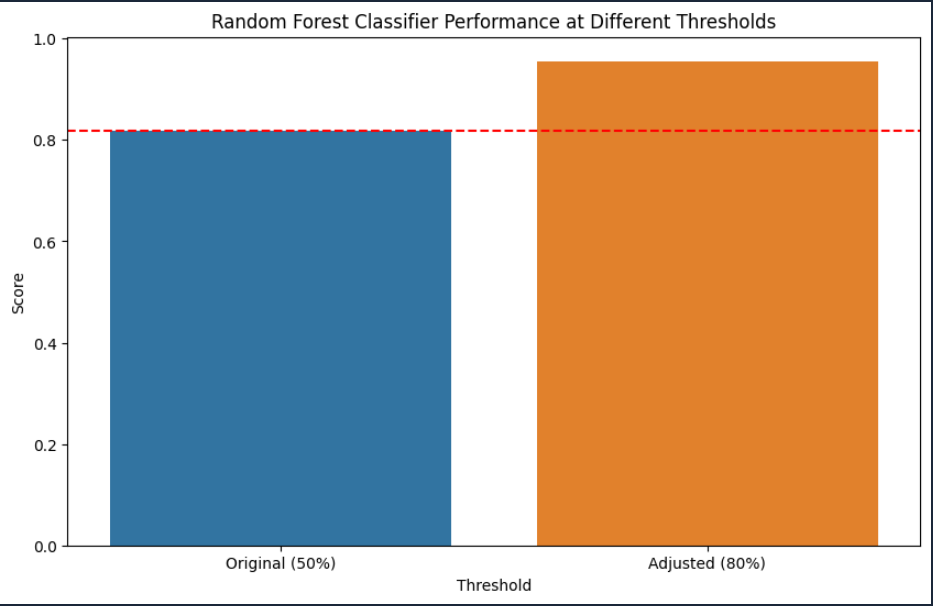 Random Forest Classifier Performance at Different Thresholds
1.0
0.8
0.6
0.4
0.2
0.0
Score
Original (50%)
Adjusted (80%)
Threshold